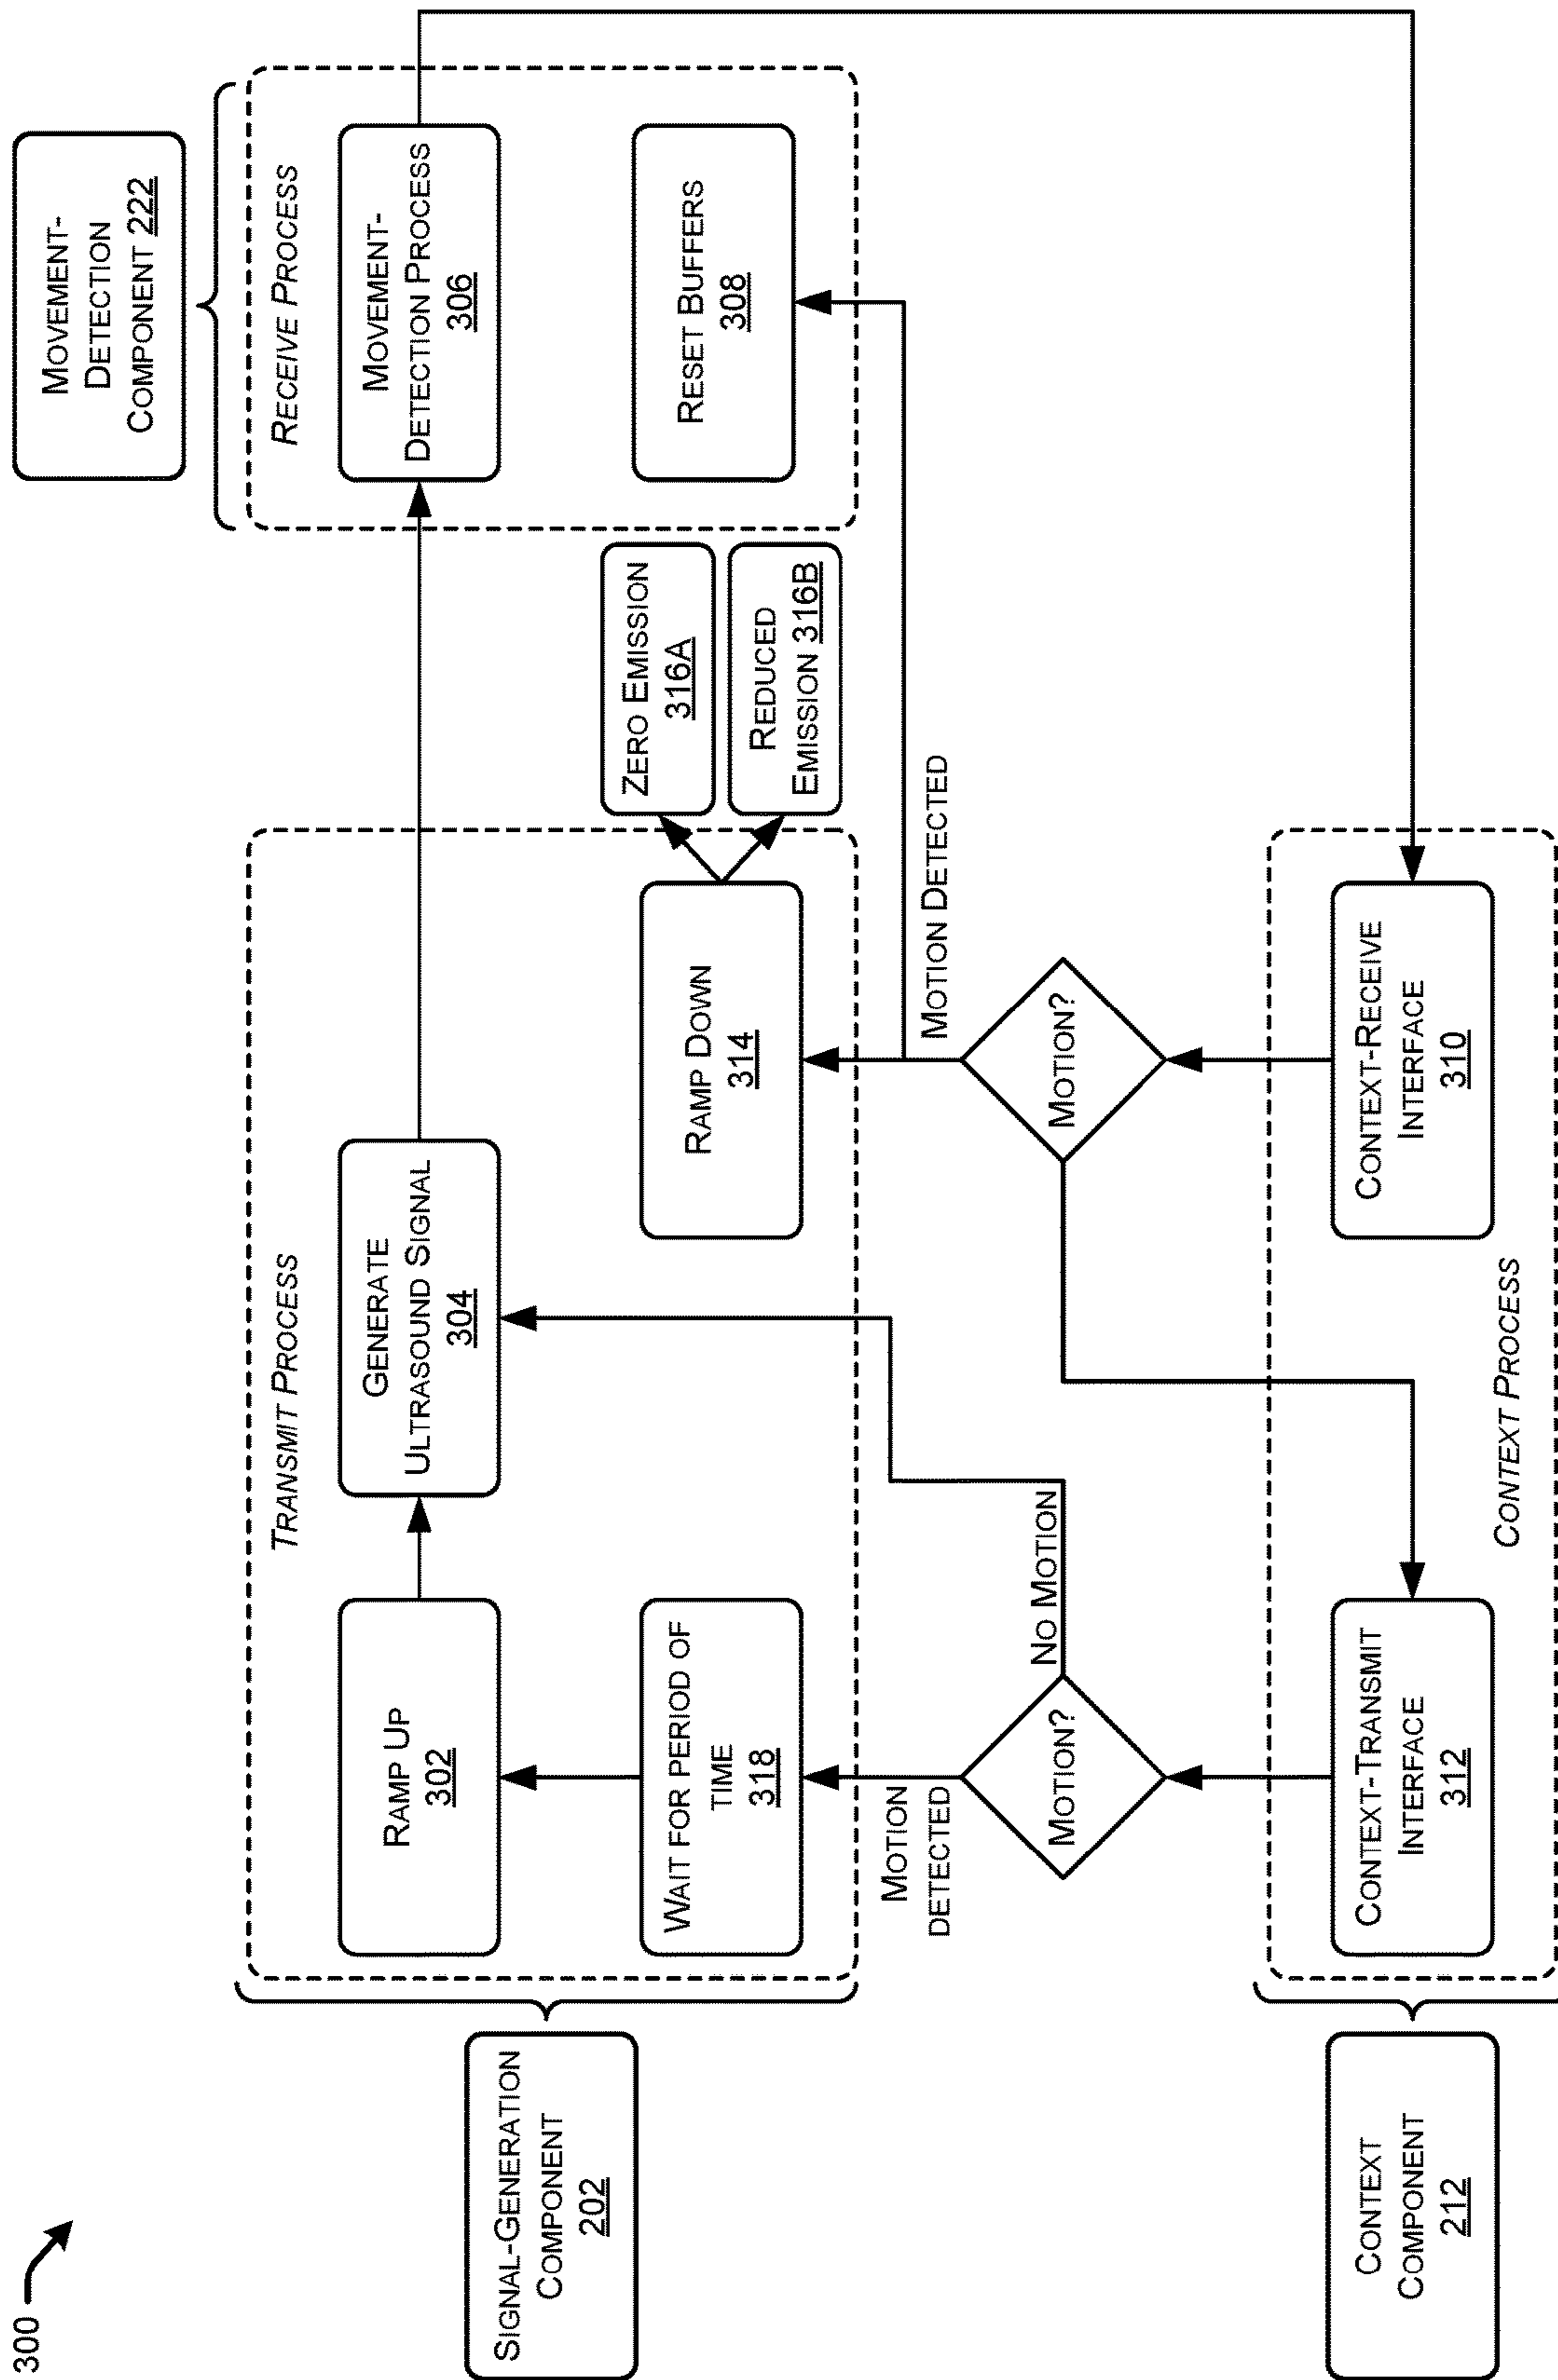 300
MOVEMENT-
DETECTION
COMPONENT 222
TRANSMIT PROCESS
RECEIVE PROCESS
SIGNAL-GENERATION
COMPONENT
202
RAMP UP
302
GENERATE
ULTRASOUND SIGNAL
304
MOVEMENT-
DETECTION PROCESS
306
WAIT FOR PERIOD OF
TIME
318
RAMP DOWN
314
ZERO EMISSION
316A
REDUCED
EMISSION 316B
RESET BUFFERS
308
MOTION
DETECTED
NO MOTION
MOTION DETECTED
MOTION?
MOTION?
CONTEXT
COMPONENT
212
CONTEXT-TRANSMIT
INTERFACE
312
CONTEXT-RECEIVE
INTERFACE
310
CONTEXT PROCESS